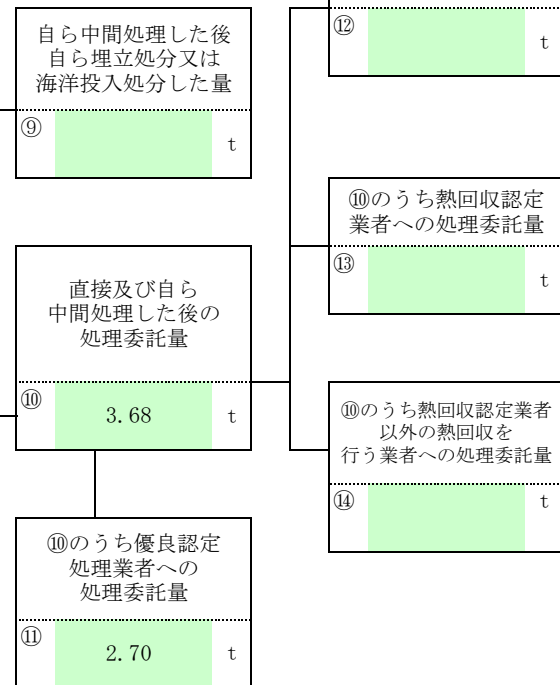 自ら中間処理した後
自ら埋立処分又は
海洋投入処分した量
⑨
t
直接及び自ら
中間処理した後の
処理委託量
⑩
3.68
t
⑩のうち優良認定
処理業者への
処理委託量
⑪
2.70
t
⑫
t
⑩のうち熱回収認定
業者への処理委託量
⑬
t
⑩のうち熱回収認定業者
以外の熱回収を
行う業者への処理委託量
⑭
t